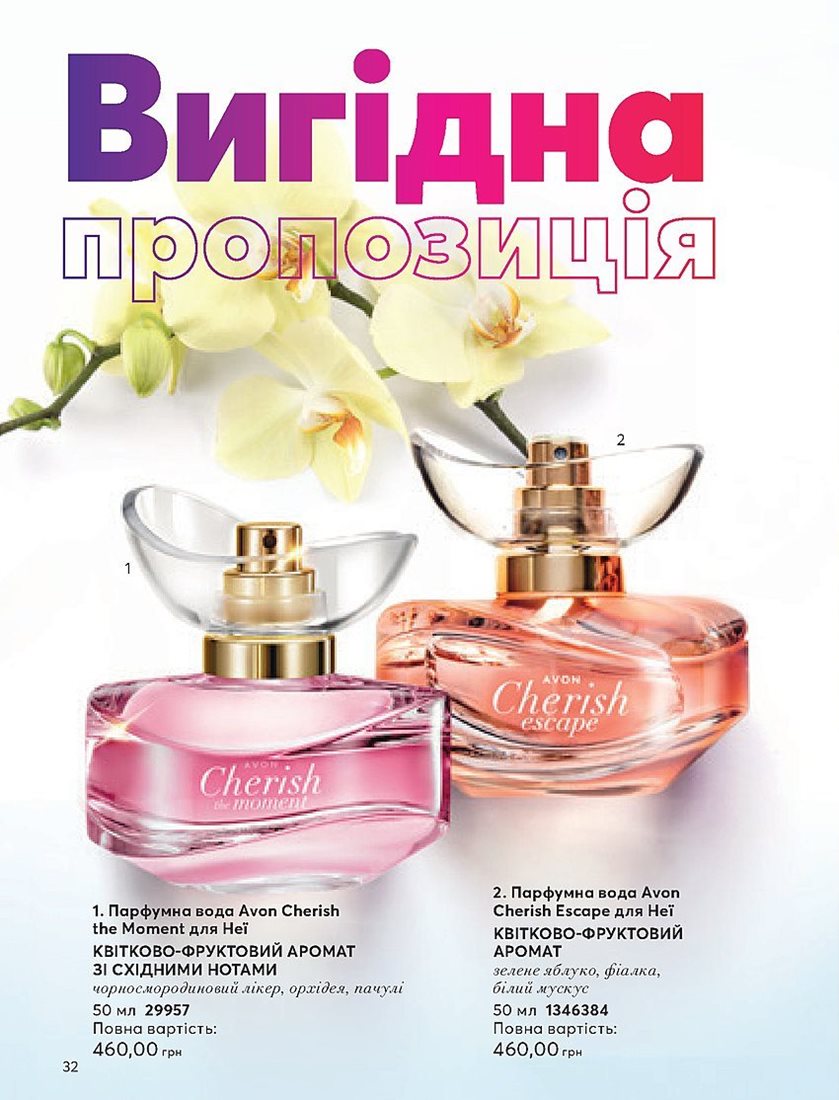 Вигідна
пропозиція
2
1
AVON
Cherish
escape
AVON
Cherish
the moment
1. Парфумна вода Avon Cherish
the Moment для Неї
КВІТКОВО-ФРУКТОВИЙ АРОМАТ
ЗІ СХІДНИМИ НОТАМИ
чорносмородиновий лікер, орхідея, пачулі
50 мл 29957
Повна вартість:
460,00 грн
2. Парфумна вода Avon
Cherish Escape для Неї
КВІТКОВО-ФРУКТОВИЙ
АРОМАТ
зелене яблуко, фіалка,
білий мускус
50 мл 1346384
Повна вартість:
460,00 грн
32